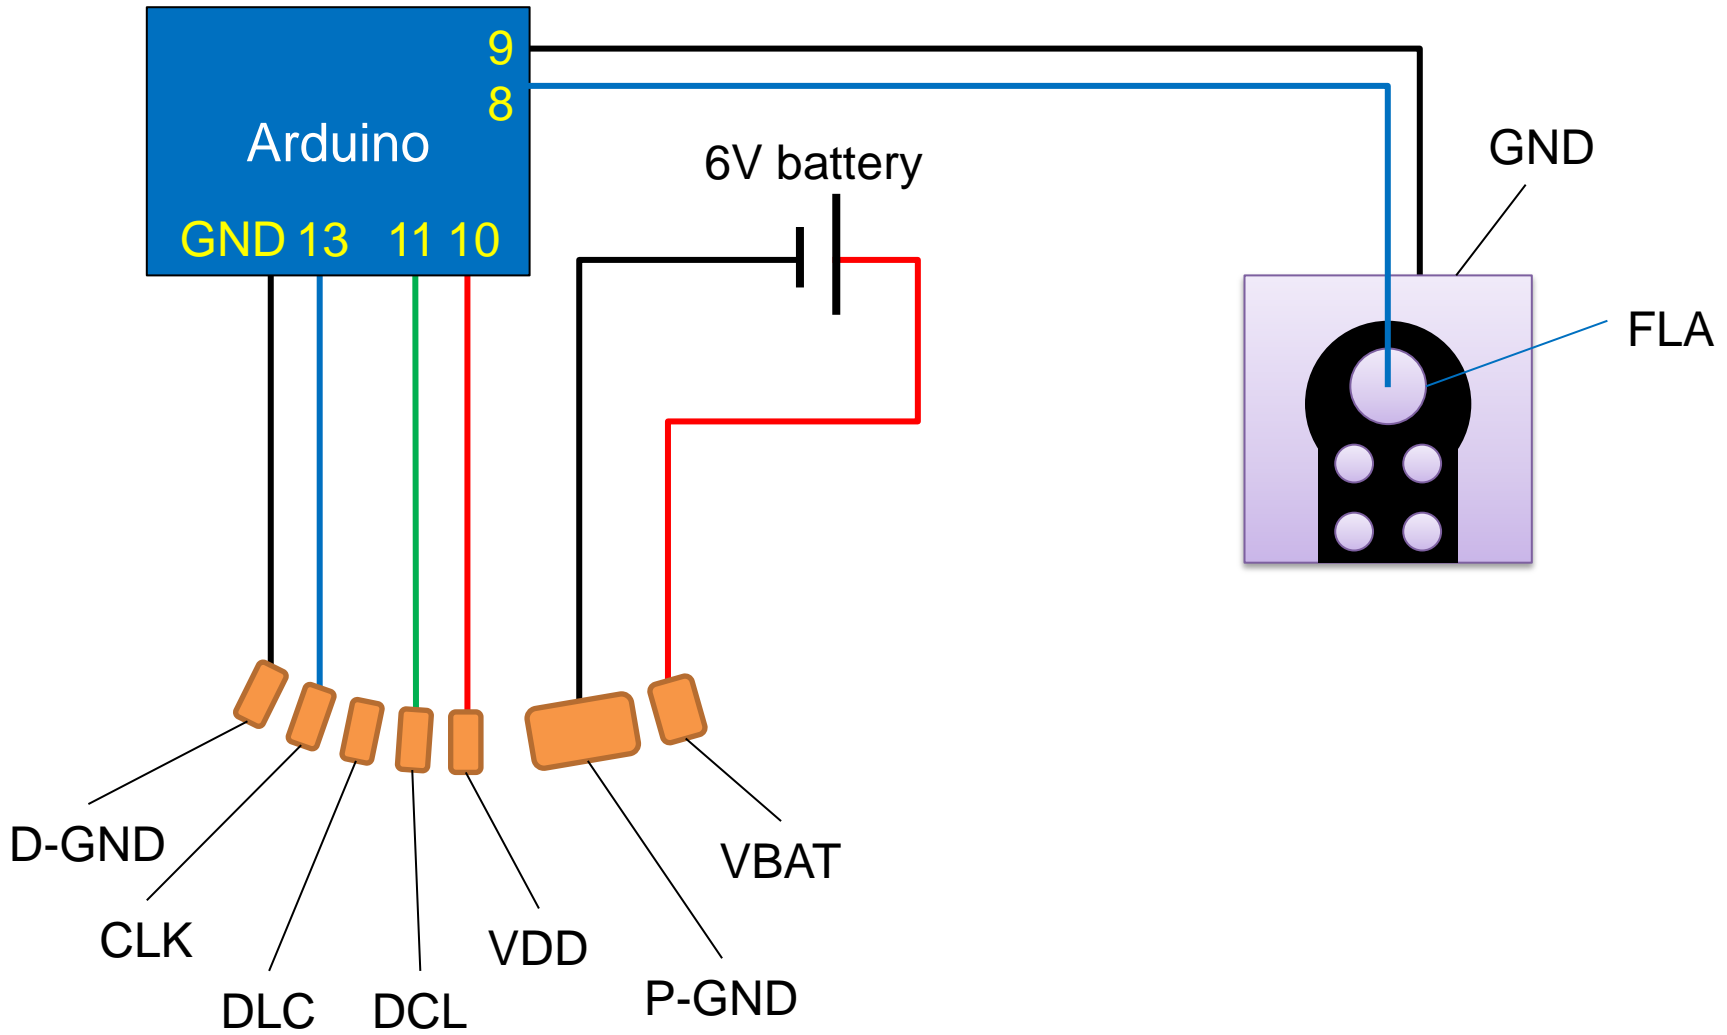 9
8
Arduino
GND 13 11 10
6V battery
GND
FLA
D-GND
CLK
DLC
DCL
VDD
P-GND
VBAT